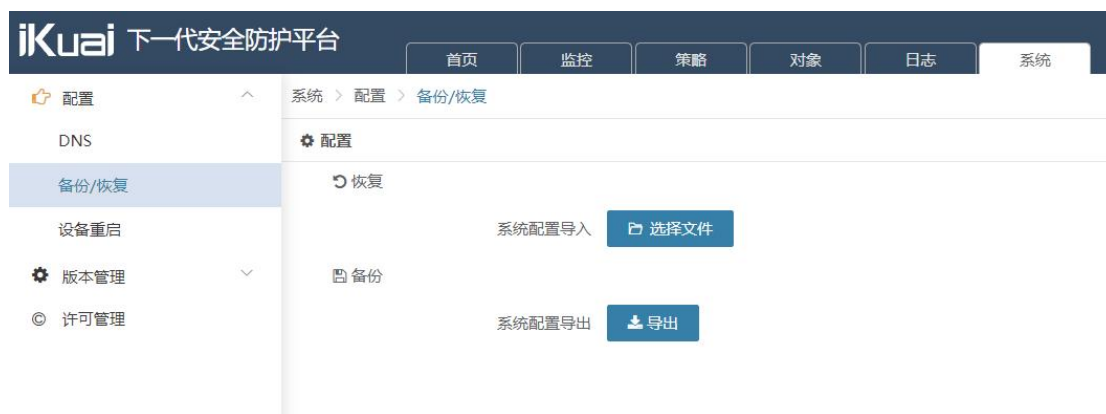 iKuai 下一代安全防护平台
首页 监控 策略 对象 日志 系统
配置
DNS
备份/恢复
设备重启
版本管理
© 许可管理
系统 > 配置 > 备份/恢复
配置
恢复
系统配置导入 选择文件
备份
系统配置导出 导出